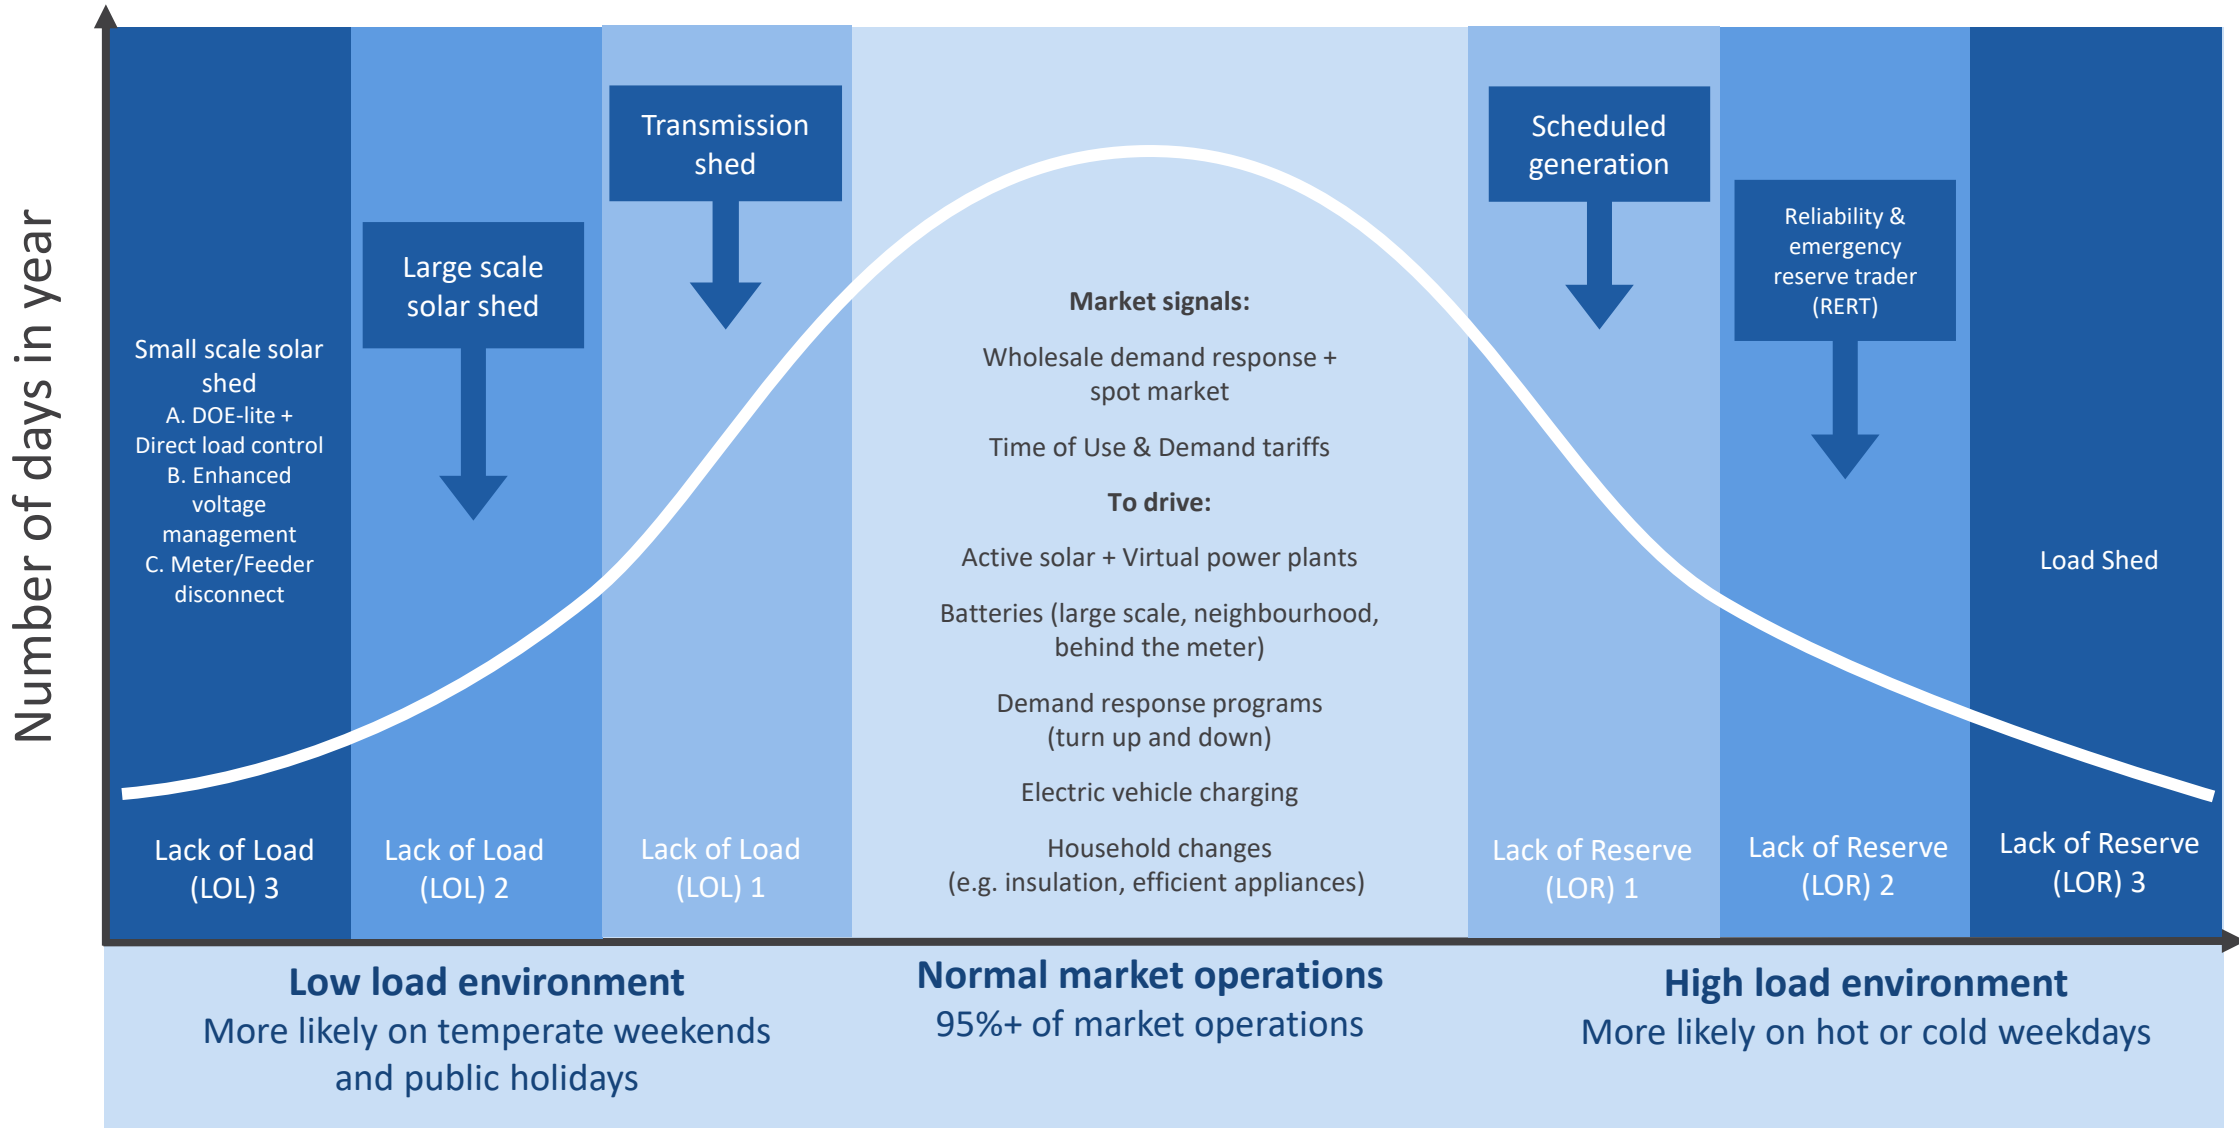 Number of days in year
Small scale solar
shed
A. DOE-lite +
Direct load control
B. Enhanced
voltage
management
C. Meter/Feeder
disconnect
Lack of Load
(LOL) 3
Large scale
solar shed
Lack of Load
(LOL) 2
Transmission
shed
Lack of Load
(LOL) 1
Market signals:
Wholesale demand response +
spot market
Time of Use & Demand tariffs
To drive:
Active solar + Virtual power plants
Batteries (large scale, neighbourhood,
behind the meter)
Demand response programs
(turn up and down)
Electric vehicle charging
Household changes
(e.g. insulation, efficient appliances)
Scheduled
generation
Lack of Reserve
(LOR) 1
Reliability &
emergency
reserve trader
(RERT)
Lack of Reserve
(LOR) 2
Load Shed
Lack of Reserve
(LOR) 3
Low load environment
More likely on temperate weekends
and public holidays
Normal market operations
95%+ of market operations
High load environment
More likely on hot or cold weekdays